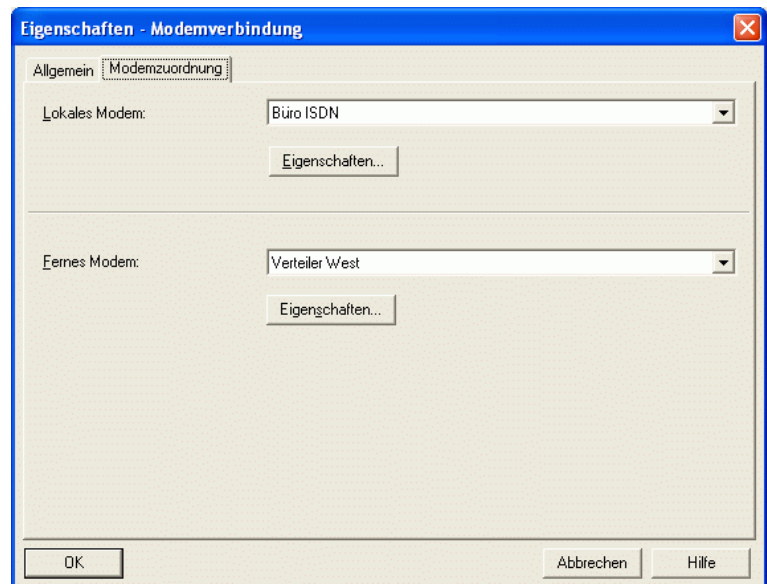 Eigenschaften - Modemverbindung
Allgemein Modemzuordnung
Lokales Modem: Büro ISDN
Eigenschaften...
Fernes Modem: Verteiler West
Eigenschaften...
OK Abbrechen Hilfe